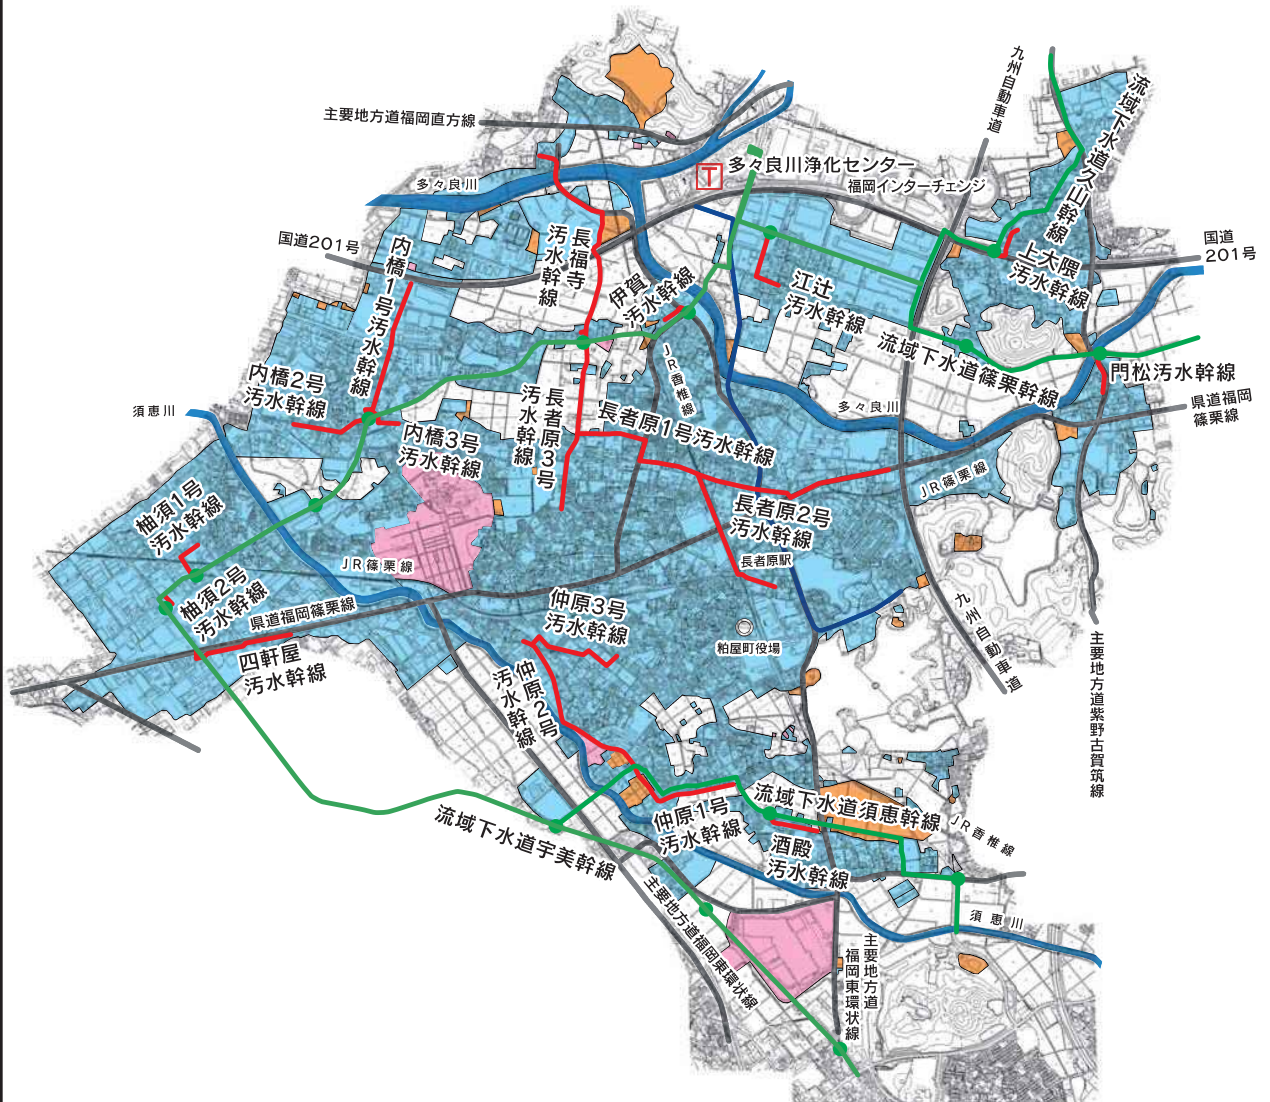 九州自動車道
流域下水道久山幹線
主要地方道福岡直方線
T
多々良川浄化センター
福岡インターチェンジ
多々良川
国道201号
国道
201号
内橋1号汚水幹線
長福寺
汚水幹線
伊賀
汚水幹線
江辻
汚水幹線
上大隈
汚水幹線
流域下水道篠栗幹線
門松汚水幹線
県道福岡
篠栗線
JR香椎線
多々良川
内橋2号
汚水幹線
須恵川
内橋3号
汚水幹線
長者原3号
汚水幹線
長者原1号汚水幹線
JR篠栗線
柚須1号
汚水幹線
長者原2号
汚水幹線
長者原駅
JR篠栗線
柚須2号
汚水幹線
県道福岡篠栗線
四軒屋
汚水幹線
仲原3号
汚水幹線
粕屋町役場
九州自動車道
主要地方道紫野古賀筑線
仲原2号
汚水幹線
流域下水道宇美幹線
仲原1号
汚水幹線
流域下水道須恵幹線
JR香椎線
酒殿
汚水幹線
須恵川
主要地方道福岡東環状線
主要地方道
福岡東環状線